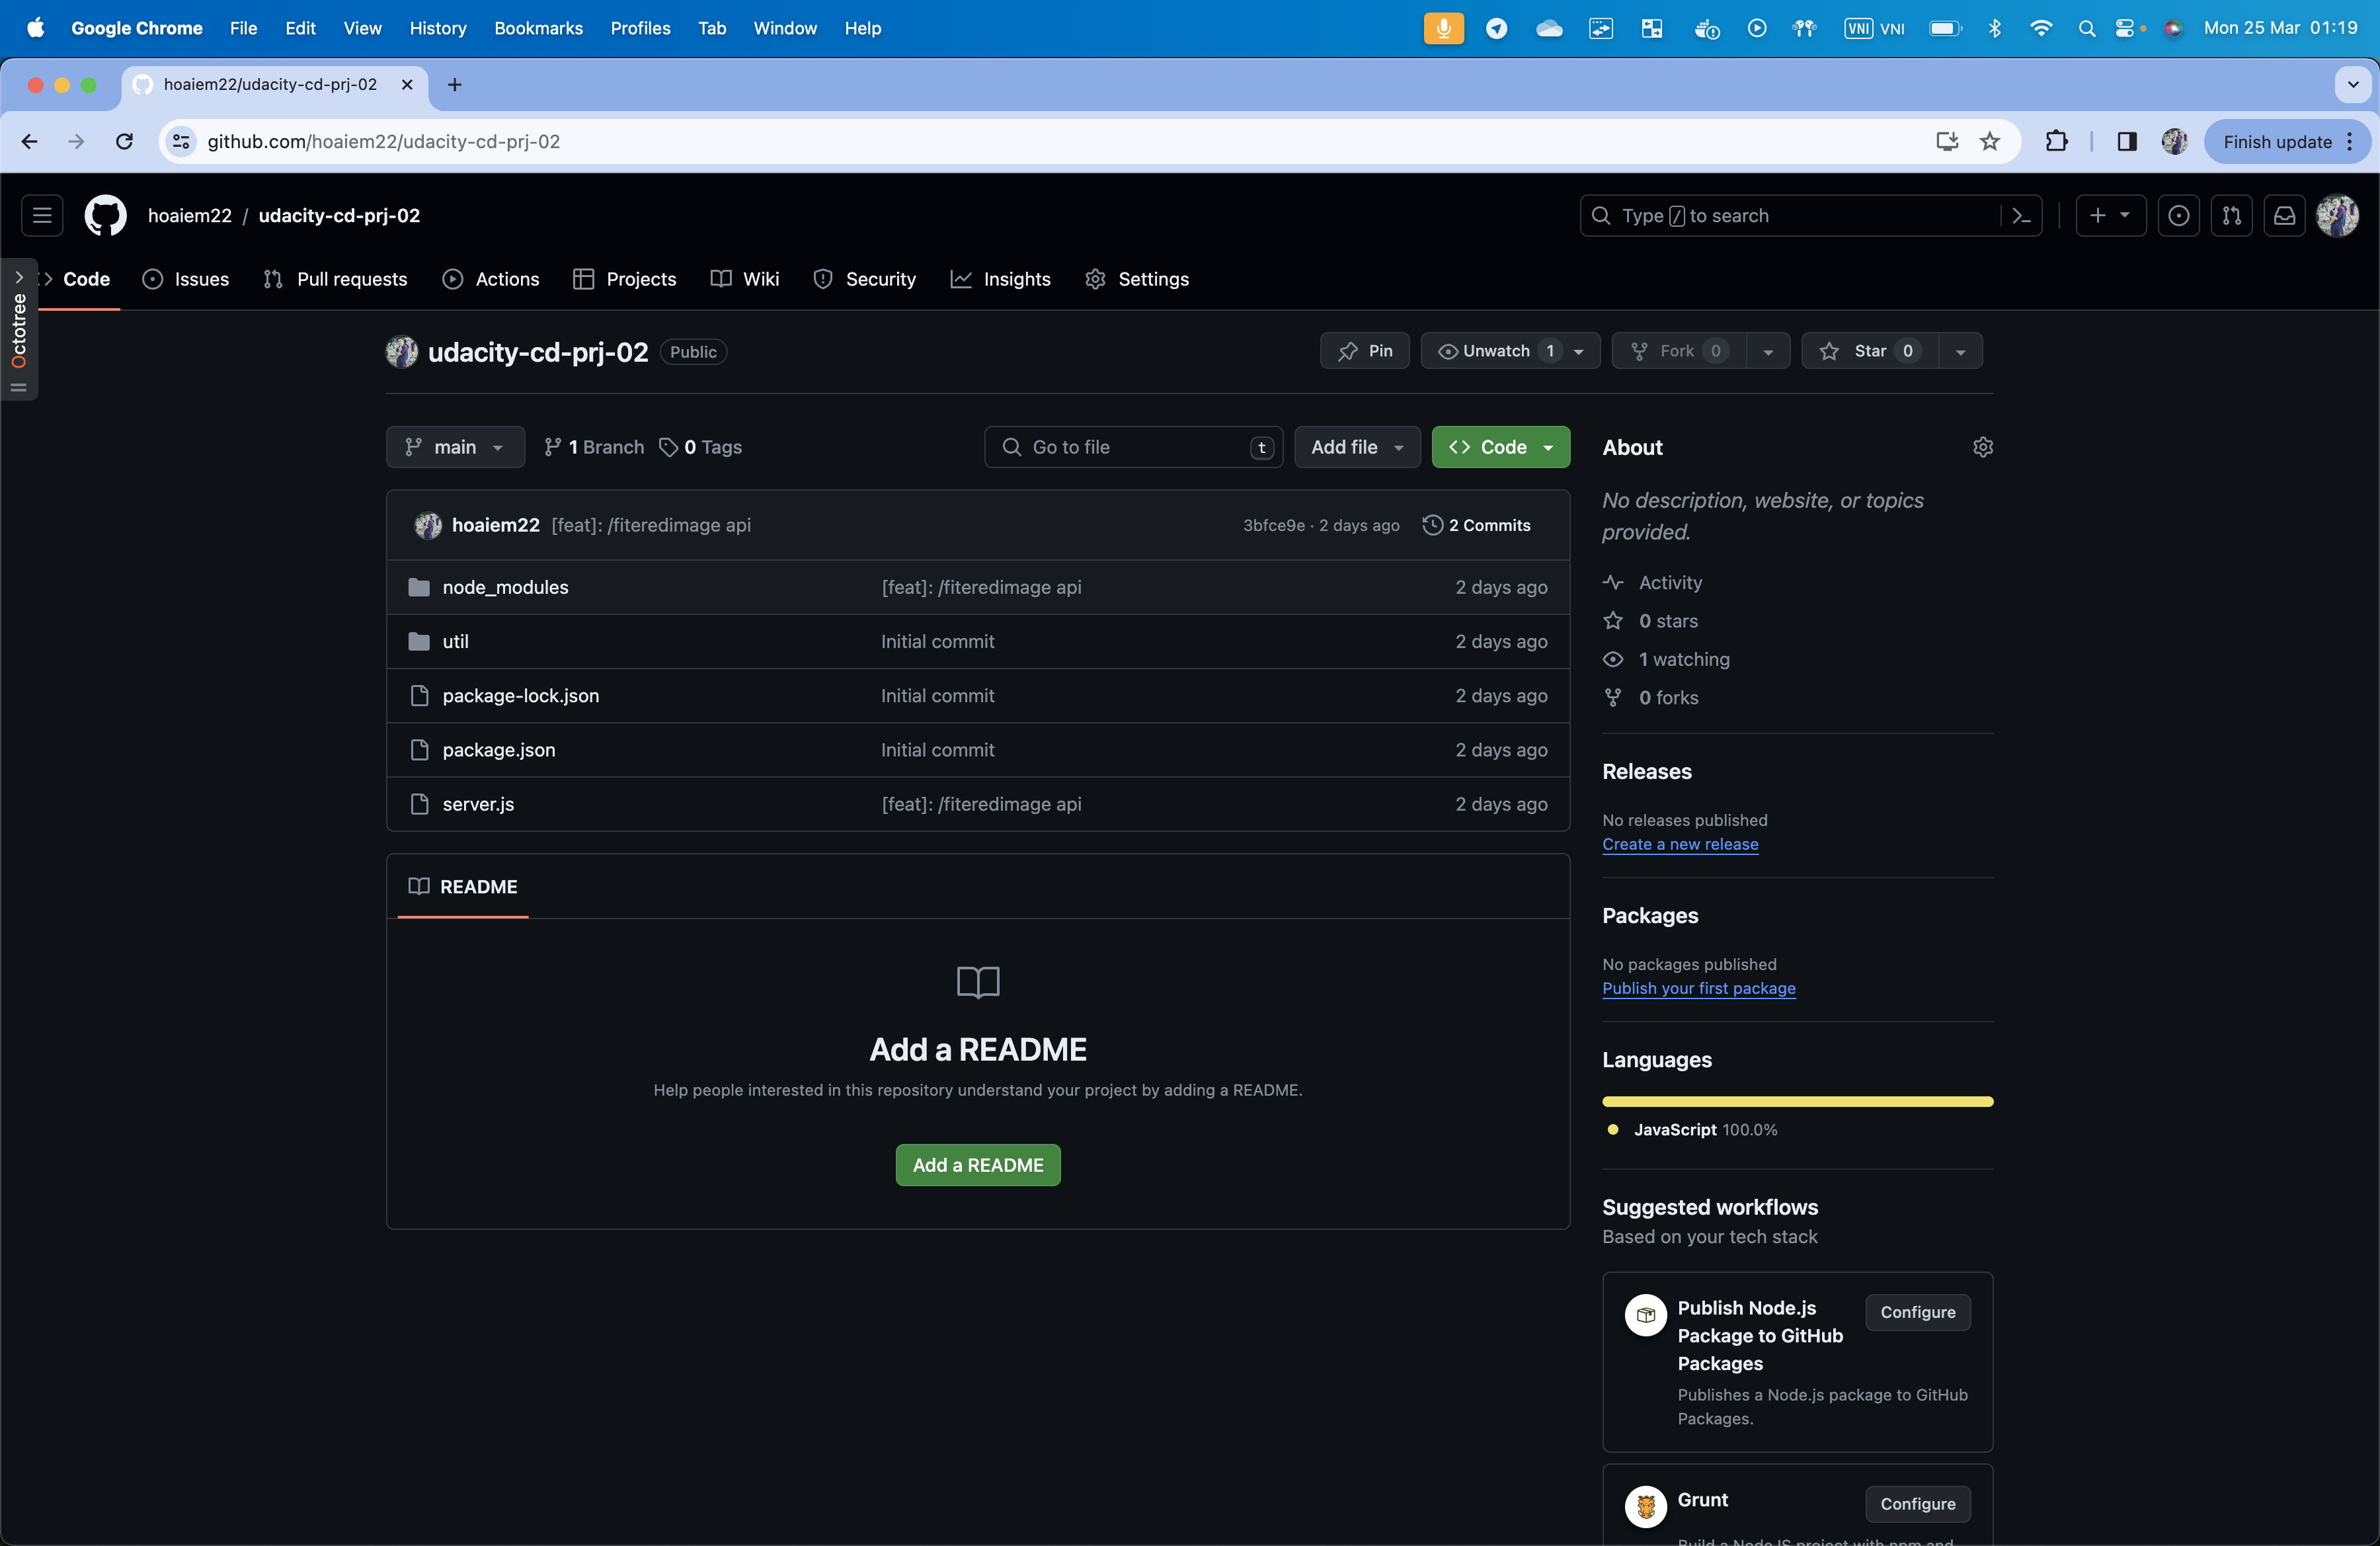 Google Chrome File Edit View History Bookmarks Profiles Tab Window Help VNI VNI Mon 25 Mar 01:19
hoaiem22/udacity-cd-prj-02
github.com/hoaiem22/udacity-cd-prj-02 Finish update
hoaiem22 / udacity-cd-prj-02 Type / to search
Code Issues Pull requests Actions Projects Wiki Security Insights Settings
Octotree
udacity-cd-prj-02 Public Pin Unwatch 1 Fork 0 Star 0
main 1 Branch 0 Tags Go to file t Add file Code
hoaiem22 [feat]: /fiteredimage api 3bfce9e · 2 days ago 2 Commits
node_modules [feat]: /fiteredimage api 2 days ago
util Initial commit 2 days ago
package-lock.json Initial commit 2 days ago
package.json Initial commit 2 days ago
server.js [feat]: /fiteredimage api 2 days ago
README
Add a README
Help people interested in this repository understand your project by adding a README.
Add a README
About
No description, website, or topics
provided.
Activity
0 stars
1 watching
0 forks
Releases
No releases published
Create a new release
Packages
No packages published
Publish your first package
Languages
JavaScript 100.0%
Suggested workflows
Based on your tech stack
Publish Node.js Configure
Package to GitHub
Packages
Publishes a Node.js package to GitHub
Packages.
Grunt Configure
Build a NodeJS project with npm and